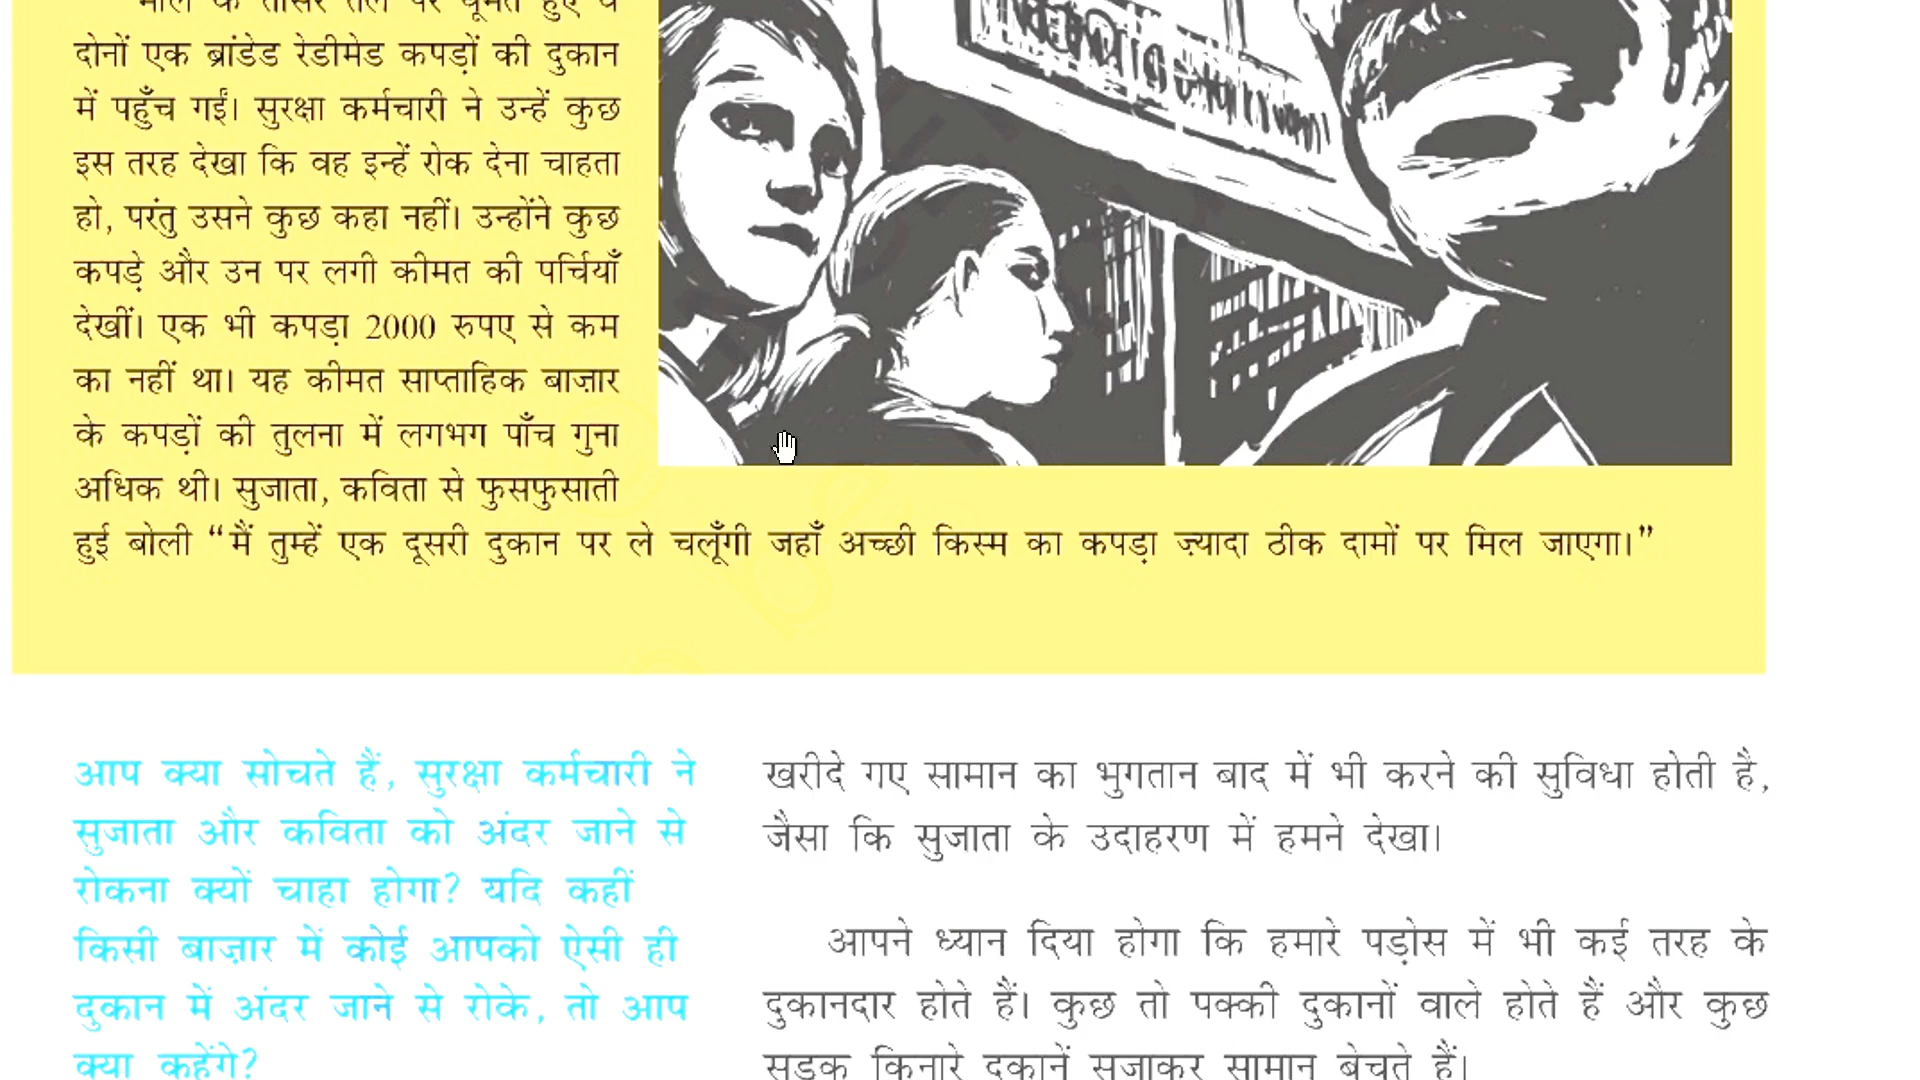 मॉल के तीसरे तल पर घूमते हुए वे
दोनों एक ब्रांडेड रेडीमेड कपड़ों की दुकान
में पहुँच गईं। सुरक्षा कर्मचारी ने उन्हें कुछ
इस तरह देखा कि वह इन्हें रोक देना चाहता
हो, परंतु उसने कुछ कहा नहीं। उन्होंने कुछ
कपड़े और उन पर लगी कीमत की पर्चियाँ
देखीं। एक भी कपड़ा 2000 रुपए से कम
का नहीं था। यह कीमत साप्ताहिक बाज़ार
के कपड़ों की तुलना में लगभग पाँच गुना
अधिक थी। सुजाता, कविता से फुसफुसाती
हुई बोली “मैं तुम्हें एक दूसरी दुकान पर ले चलूँगी जहाँ अच्छी किस्म का कपड़ा ज़्यादा ठीक दामों पर मिल जाएगा।”
आप क्या सोचते हैं, सुरक्षा कर्मचारी ने
सुजाता और कविता को अंदर जाने से
रोकना क्यों चाहा होगा? यदि कहीं
किसी बाज़ार में कोई आपको ऐसी ही
दुकान में अंदर जाने से रोके, तो आप
क्या कहेंगे?
खरीदे गए सामान का भुगतान बाद में भी करने की सुविधा होती है,
जैसा कि सुजाता के उदाहरण में हमने देखा।
आपने ध्यान दिया होगा कि हमारे पड़ोस में भी कई तरह के
दुकानदार होते हैं। कुछ तो पक्की दुकानों वाले होते हैं और कुछ
सड़क किनारे दुकानें सजाकर सामान बेचते हैं।